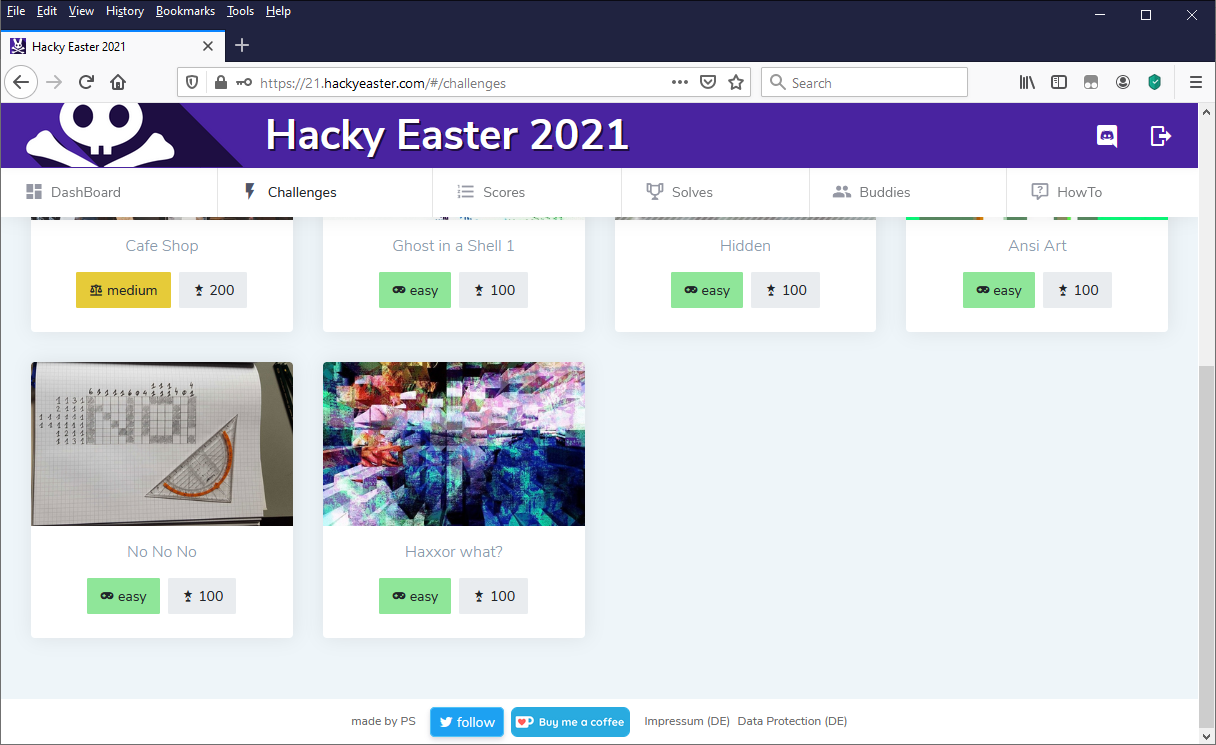 File Edit View History Bookmarks Tools Help
Hacky Easter 2021
https://21.hackyeaster.com/#/challenges
Search
Hacky Easter 2021
DashBoard Challenges Scores Solves Buddies HowTo
Cafe Shop Ghost in a Shell 1 Hidden Ansi Art
medium 200 easy 100 easy 100 easy 100
No No No Haxxor what?
easy 100 easy 100
made by PS follow Buy me a coffee Impressum (DE) Data Protection (DE)